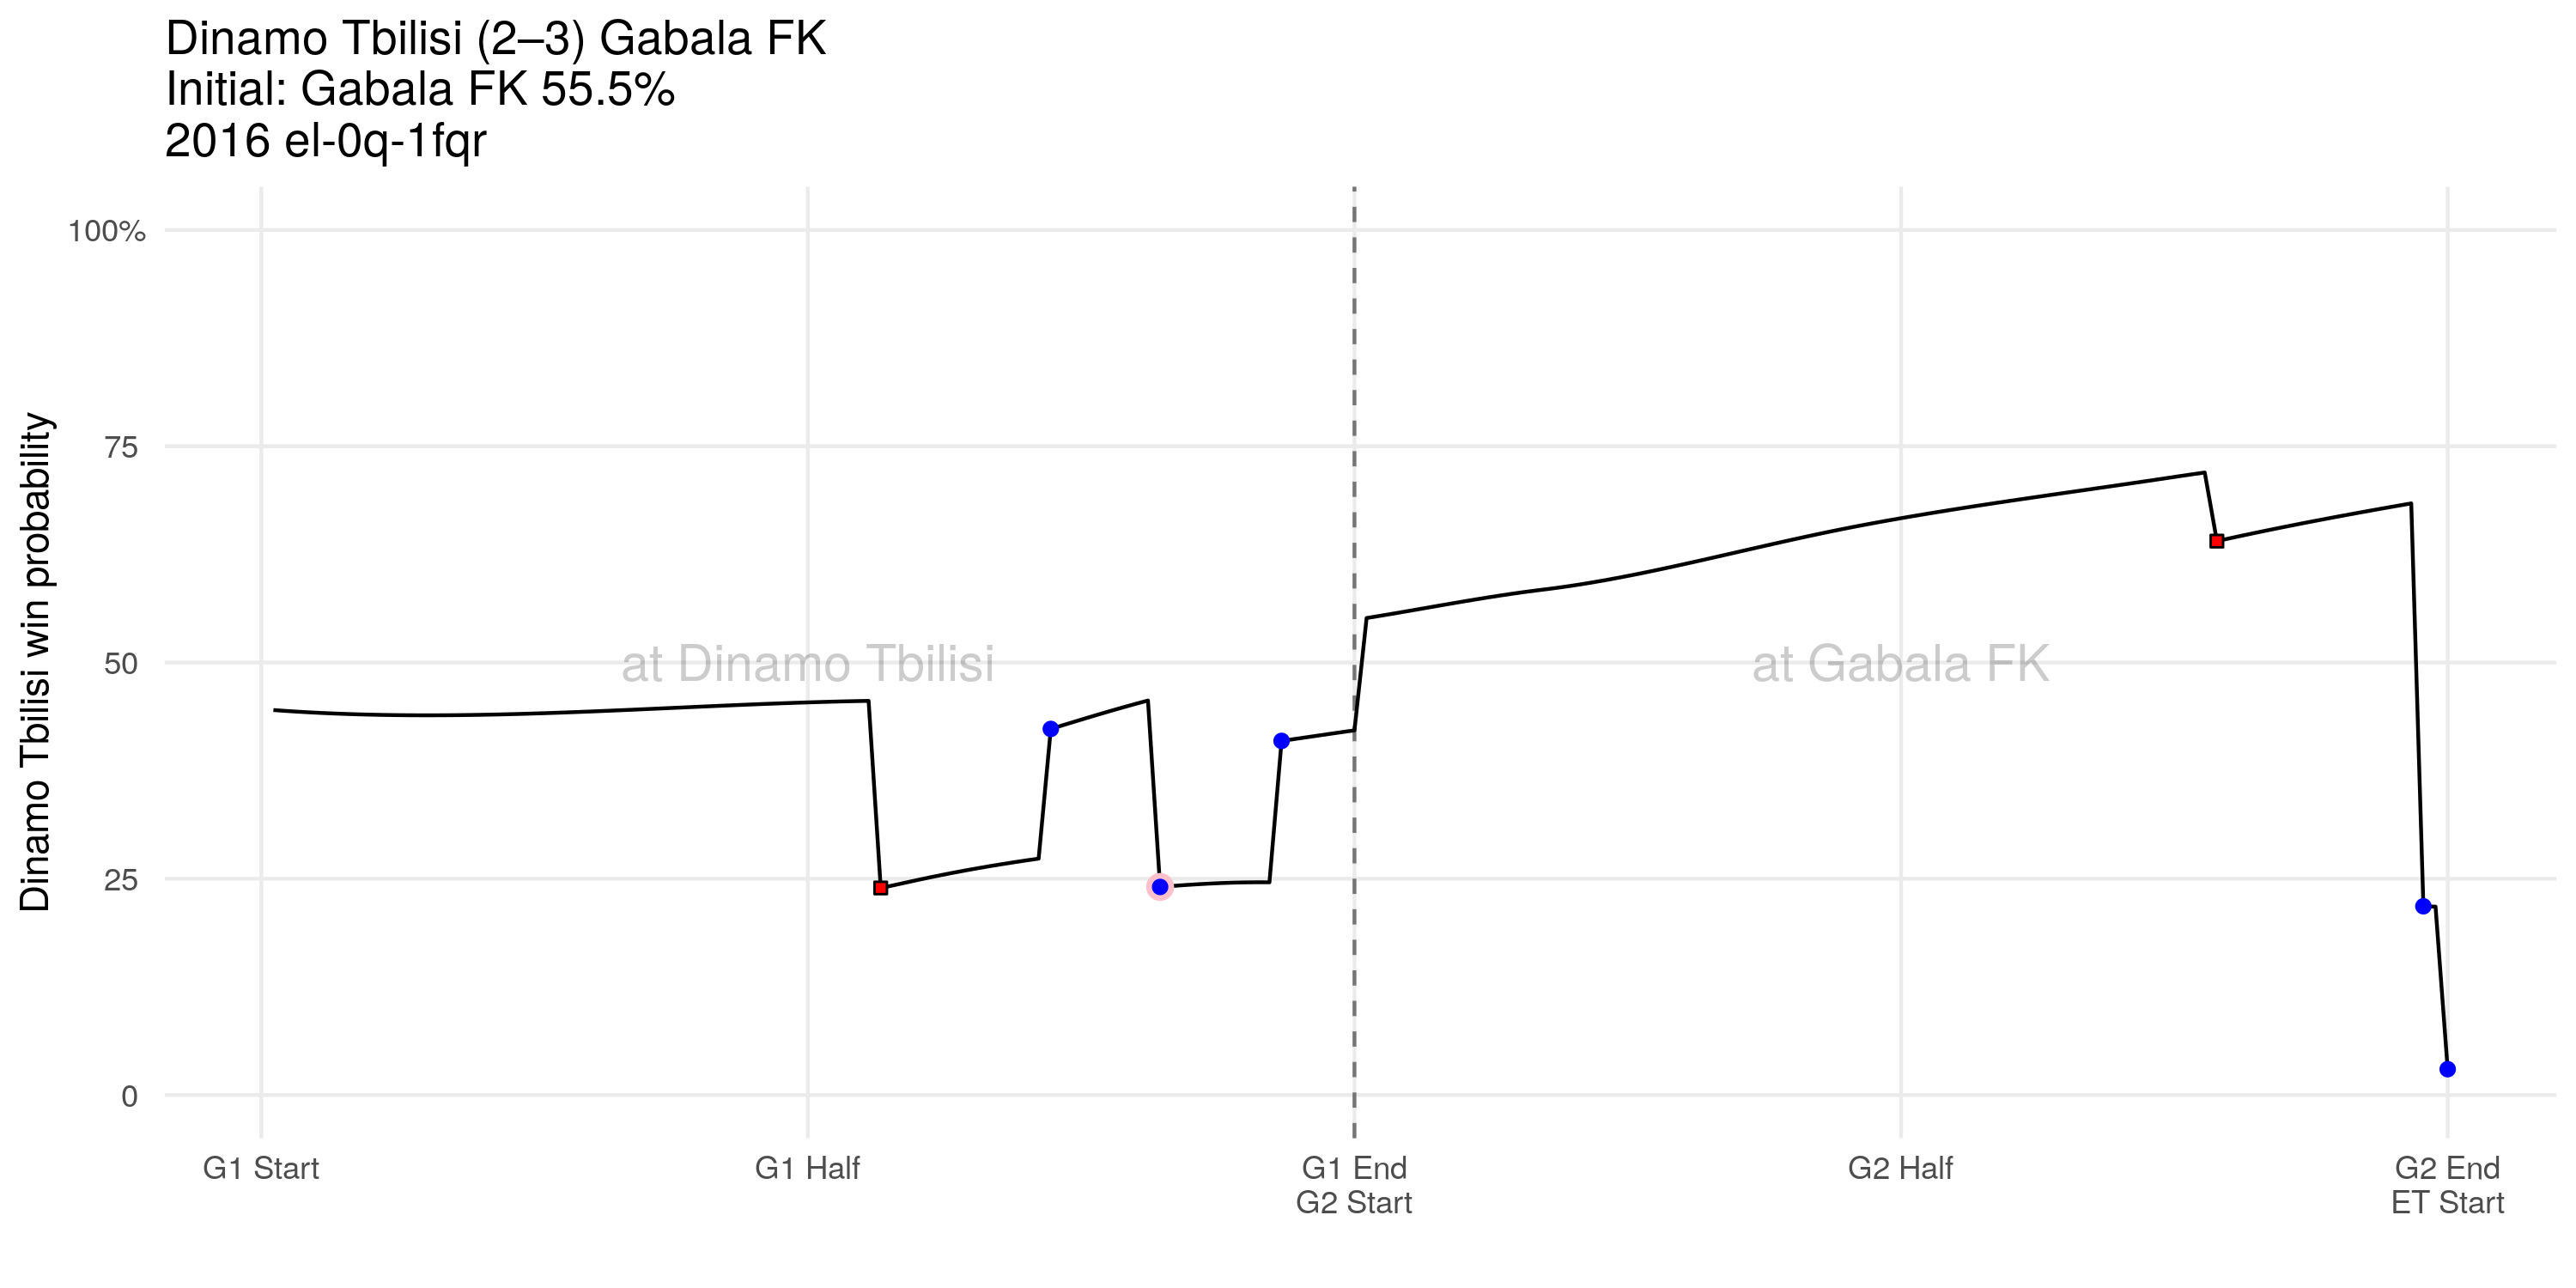 Dinamo Tbilisi (2–3) Gabala FK
Initial: Gabala FK 55.5%
2016 el-0q-1fqr
Dinamo Tbilisi win probability
100%
75
50
25
0
at Dinamo Tbilisi
at Gabala FK
G1 Start
G1 Half
G1 End
G2 Start
G2 Half
G2 End
ET Start